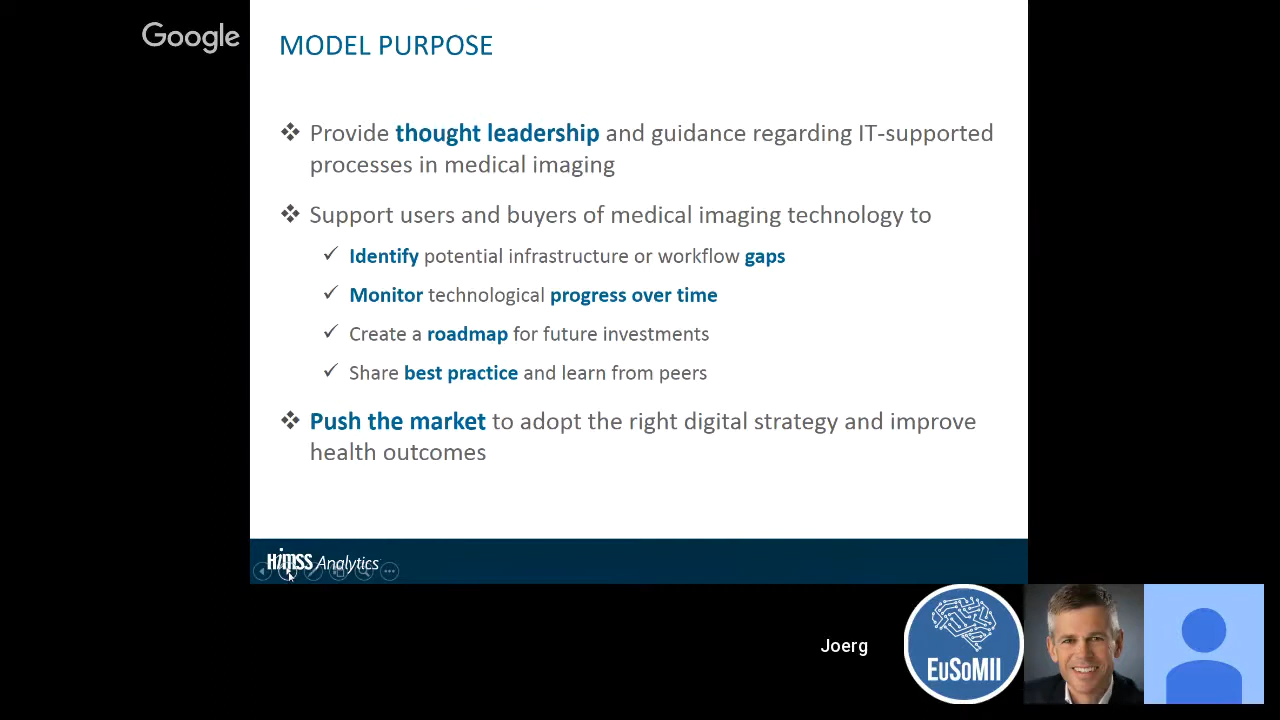 Google
MODEL PURPOSE
Provide thought leadership and guidance regarding IT-supported
processes in medical imaging
Support users and buyers of medical imaging technology to
Identify potential infrastructure or workflow gaps
Monitor technological progress over time
Create a roadmap for future investments
Share best practice and learn from peers
Push the market to adopt the right digital strategy and improve
health outcomes
HIMSS Analytics
Joerg
EuSoMII